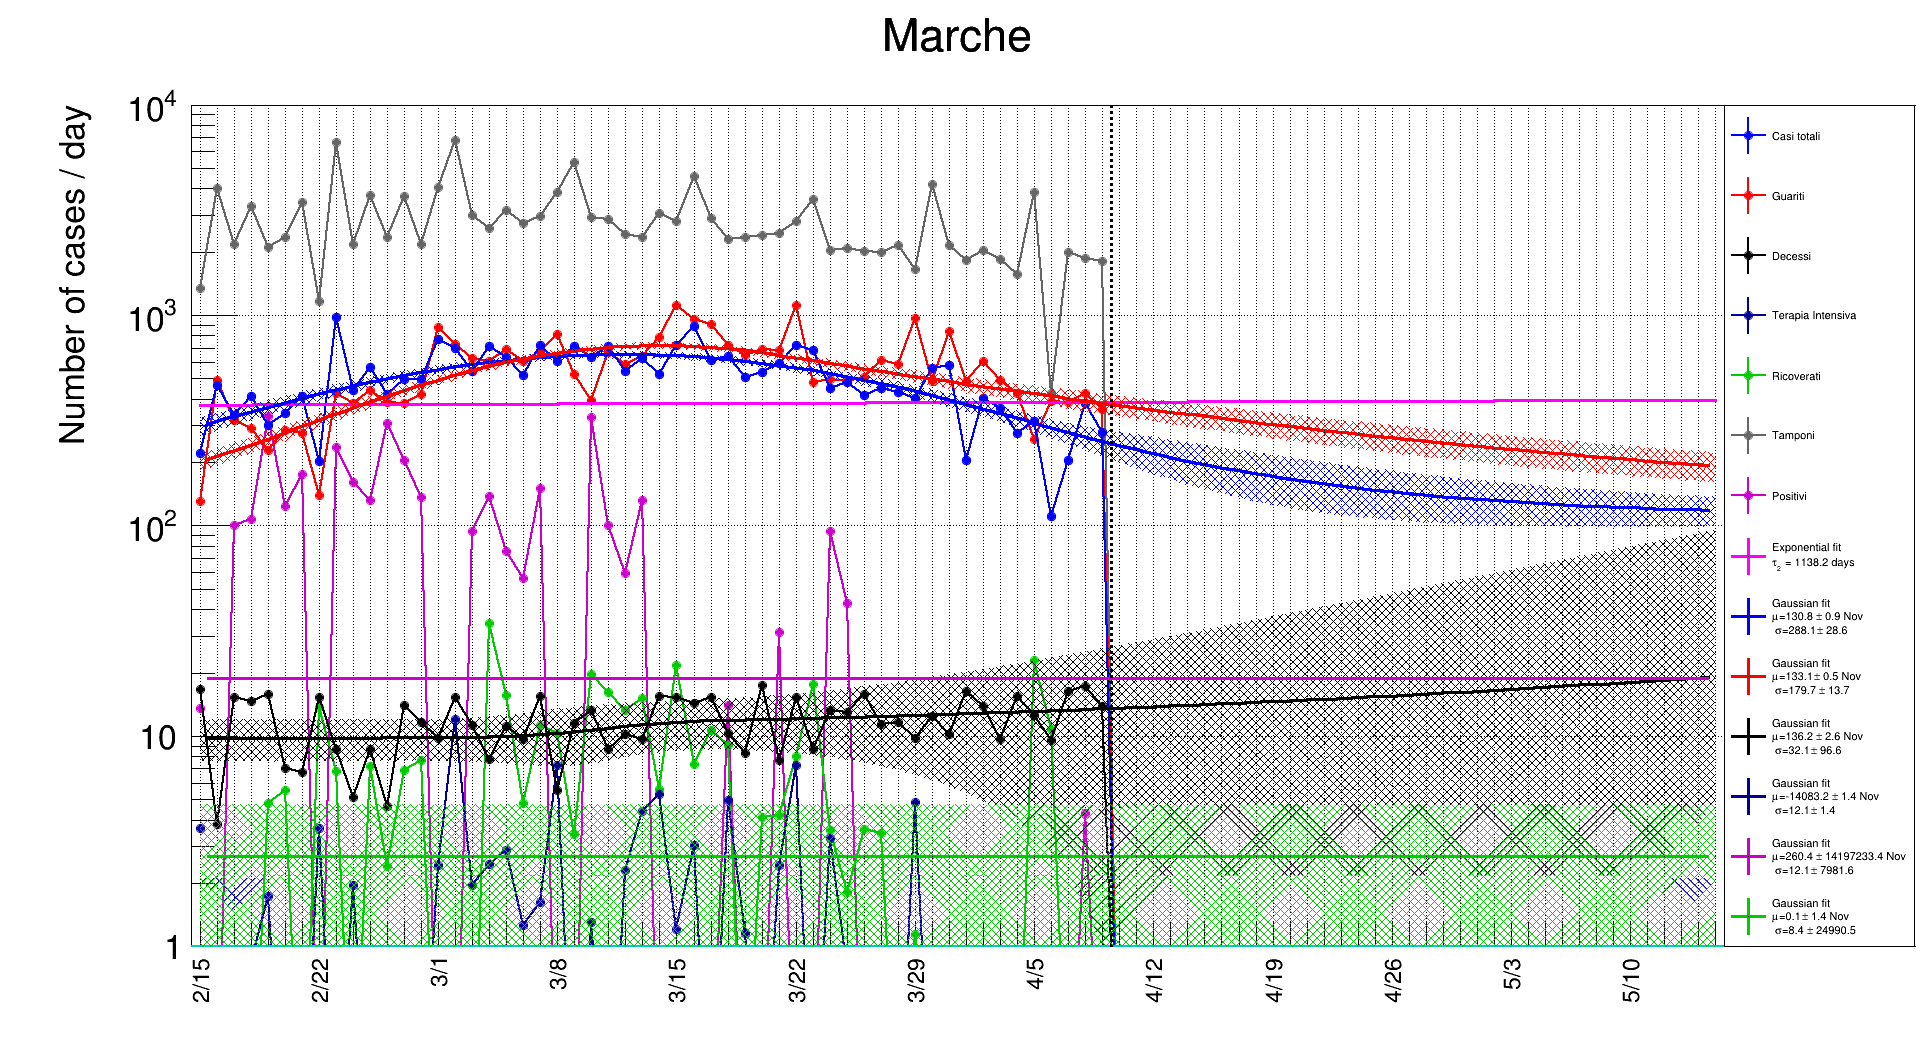 Marche
Number of cases / day
10^4
10^3
10^2
10
1
2/15
2/22
3/1
3/8
3/15
3/22
3/29
4/5
4/12
4/19
4/26
5/3
5/10
Casi totali
Guariti
Decessi
Terapia Intensiva
Ricoverati
Tamponi
Positivi
Exponential fit
τ₂ = 1138.2 days
Gaussian fit
μ=130.8 ± 0.9 Nov
σ=288.1 ± 28.6
Gaussian fit
μ=133.1 ± 0.5 Nov
σ=179.7 ± 13.7
Gaussian fit
μ=136.2 ± 2.6 Nov
σ=32.1 ± 96.6
Gaussian fit
μ=-14083.2 ± 1.4 Nov
σ=12.1 ± 1.4
Gaussian fit
μ=260.4 ± 14197233.4 Nov
σ=12.1 ± 7981.6
Gaussian fit
μ=0.1 ± 1.4 Nov
σ=8.4 ± 24990.5